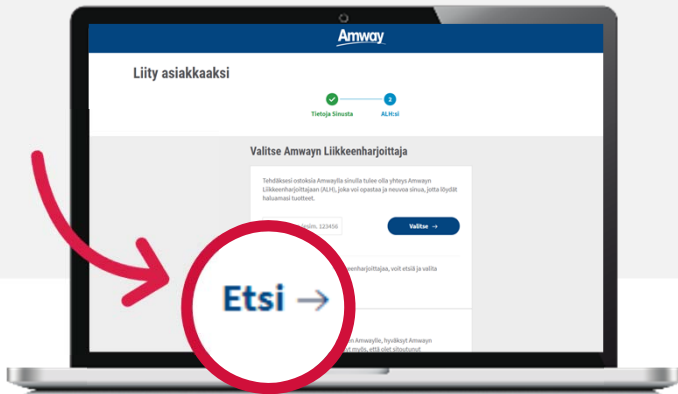 Amway
Liity asiakkaaksi
2
Tietoja Sinusta
ALH:si
Valitse Amwayn Liikkeenharjoittaja
Tehdäksesi ostoksia Amwaylla sinulla tulee olla yhteys Amwayn
Liikkeenharjoittajaan (ALH), joka voi opastaa ja neuvoa sinua, jotta löydät
haluamasi tuotteet.
(esim. 123456
Valitse →
voit etsiä ja valita
Etsi →
Amwaylle, hyväksyt Amwayn
myös, että olet sitoutunut